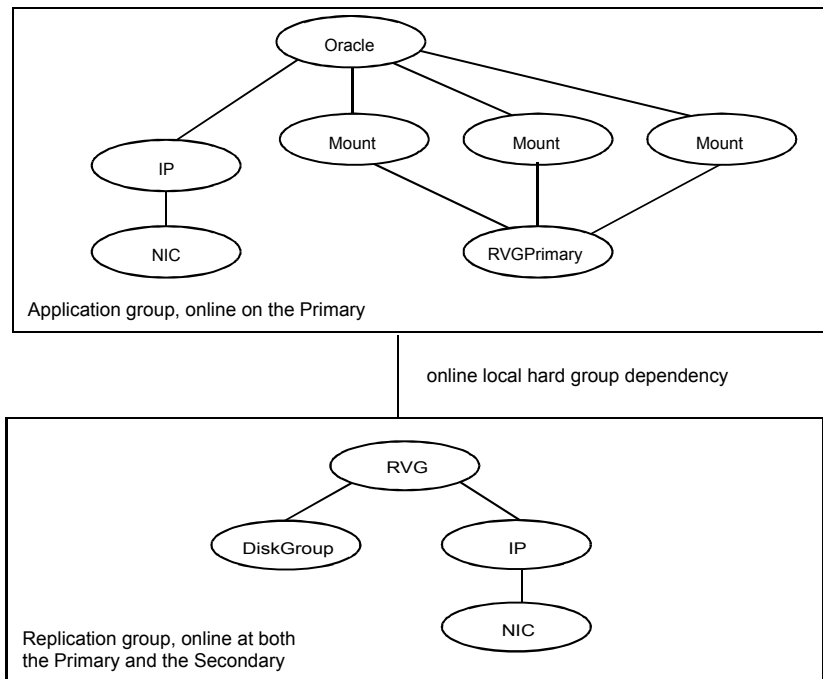 Oracle
Mount
Mount
Mount
IP
NIC
RVGPrimary
Application group, online on the Primary
online local hard group dependency
RVG
DiskGroup
IP
NIC
Replication group, online at both
the Primary and the Secondary